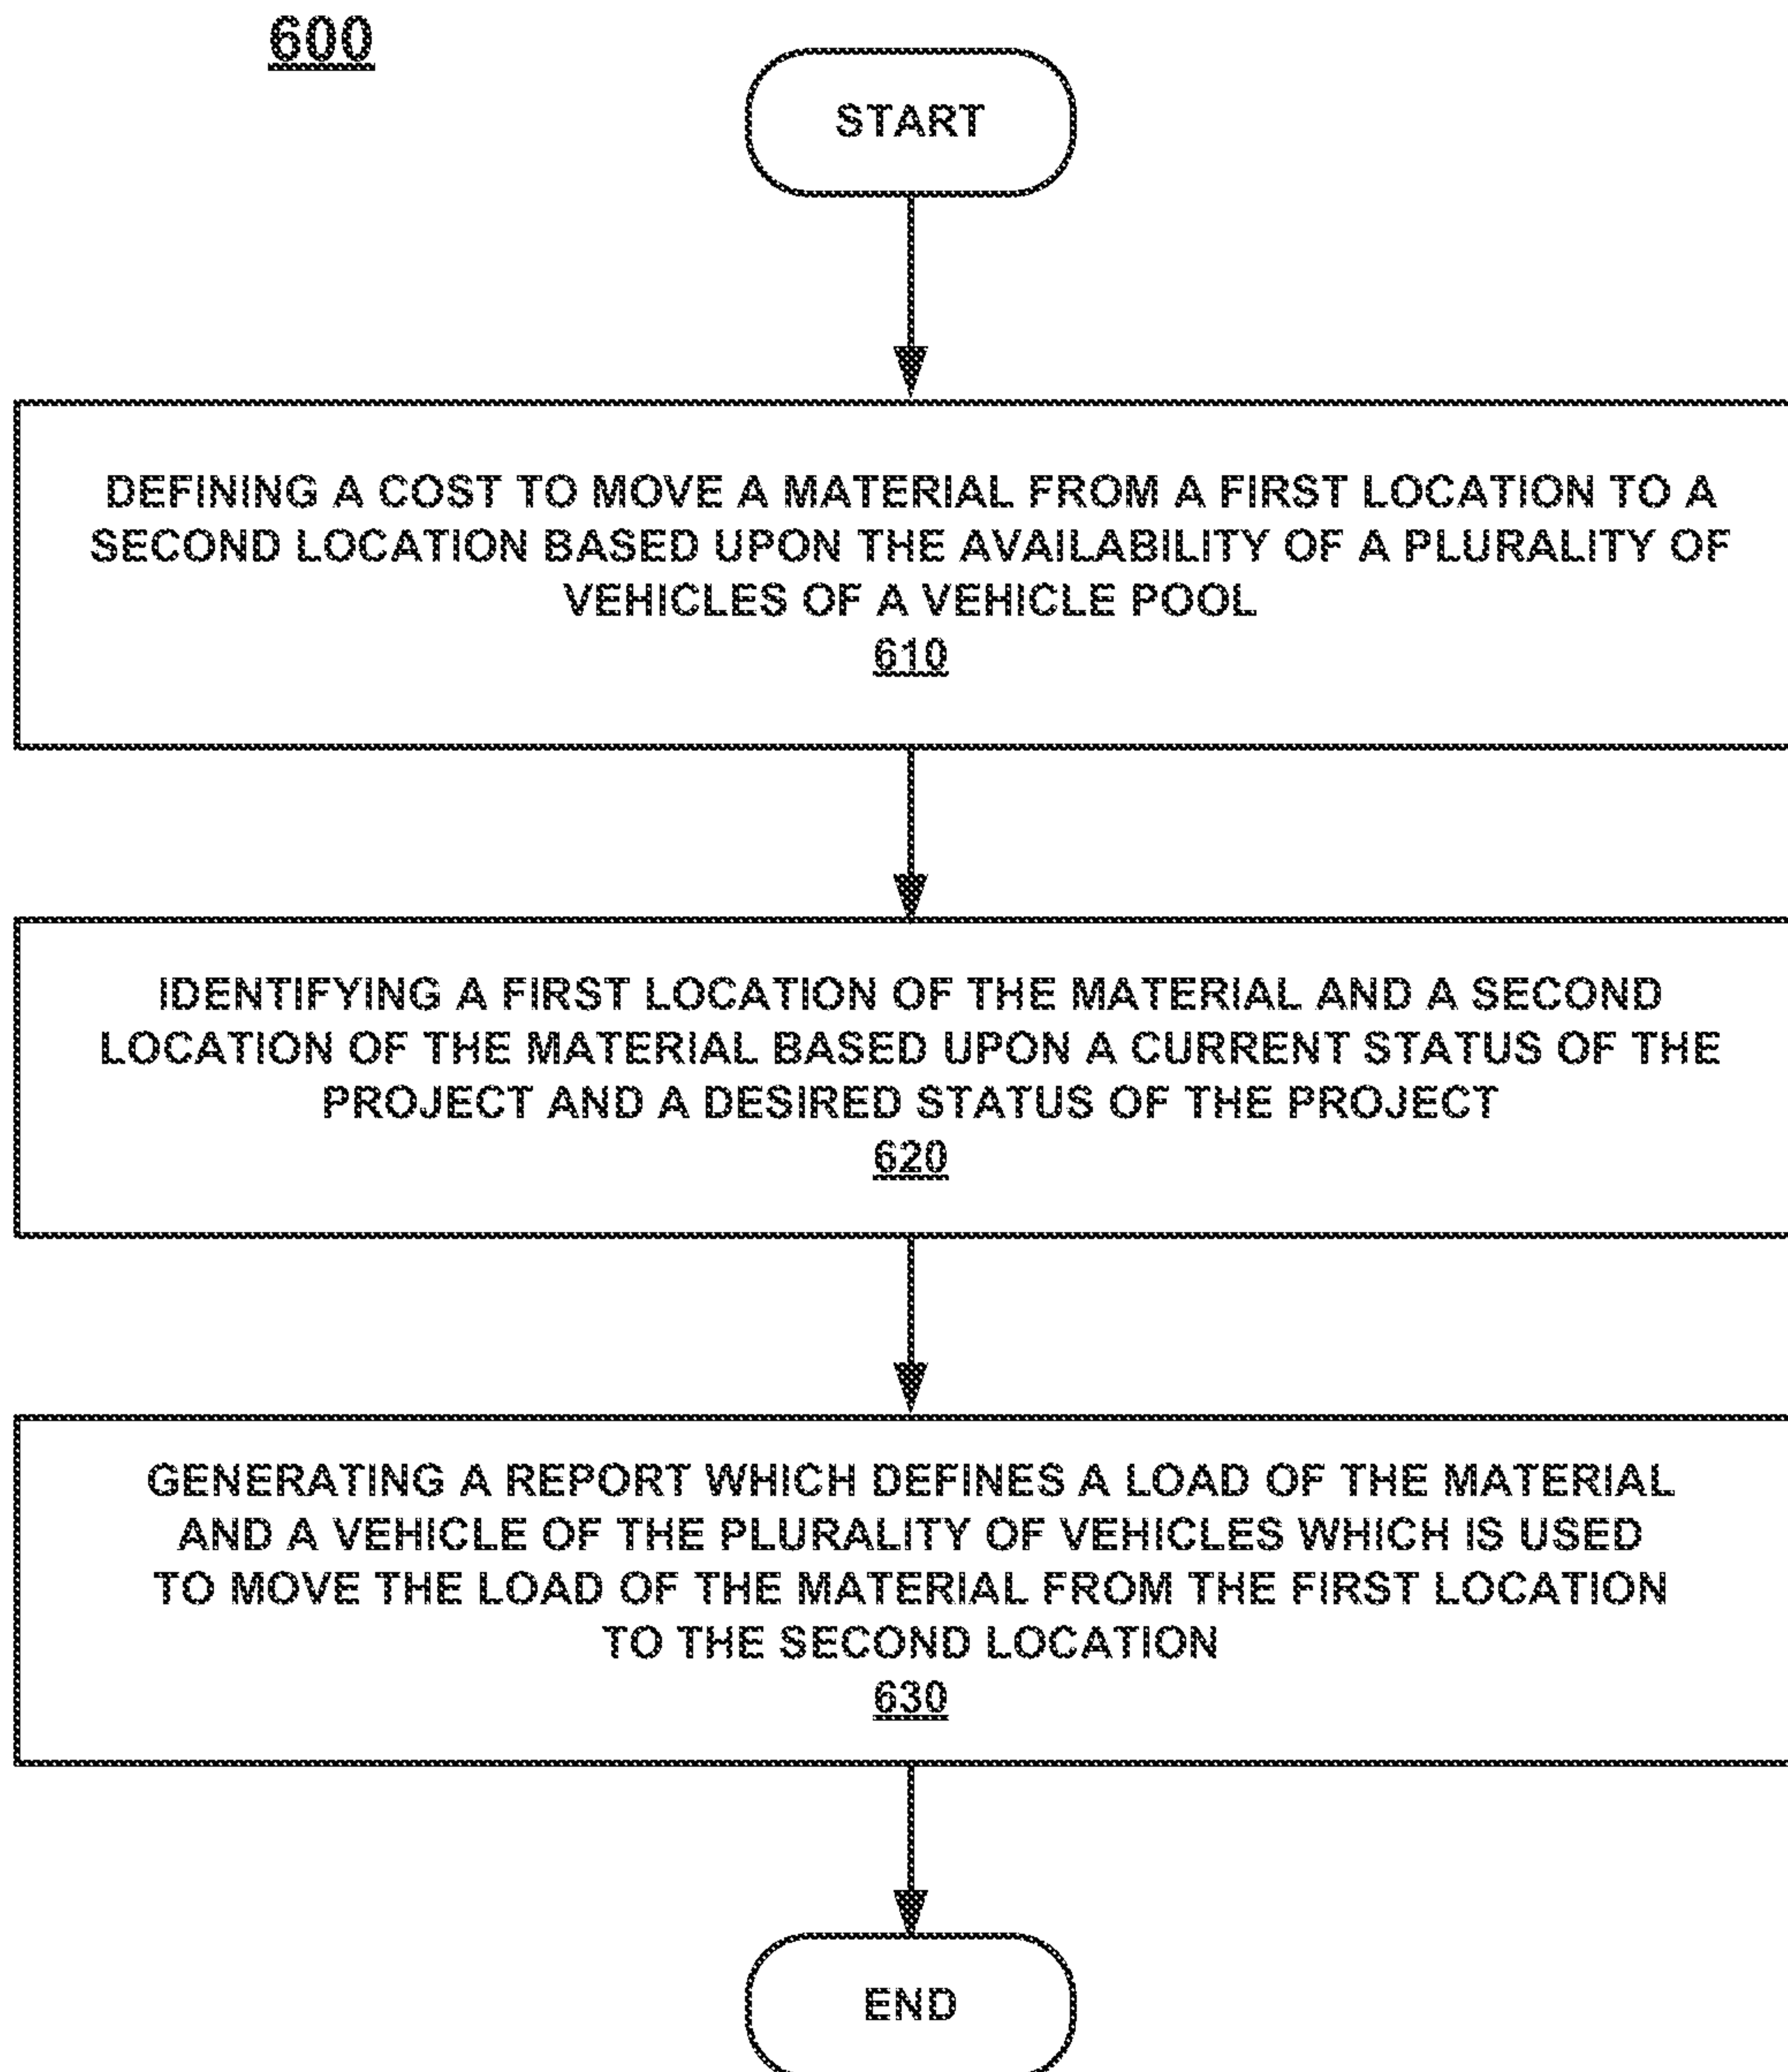 600
START
DEFINING A COST TO MOVE A MATERIAL FROM A FIRST LOCATION TO A
SECOND LOCATION BASED UPON THE AVAILABILITY OF A PLURALITY OF
VEHICLES OF A VEHICLE POOL
610
IDENTIFYING A FIRST LOCATION OF THE MATERIAL AND A SECOND
LOCATION OF THE MATERIAL BASED UPON A CURRENT STATUS OF THE
PROJECT AND A DESIRED STATUS OF THE PROJECT
620
GENERATING A REPORT WHICH DEFINES A LOAD OF THE MATERIAL
AND A VEHICLE OF THE PLURALITY OF VEHICLES WHICH IS USED
TO MOVE THE LOAD OF THE MATERIAL FROM THE FIRST LOCATION
TO THE SECOND LOCATION
630
END